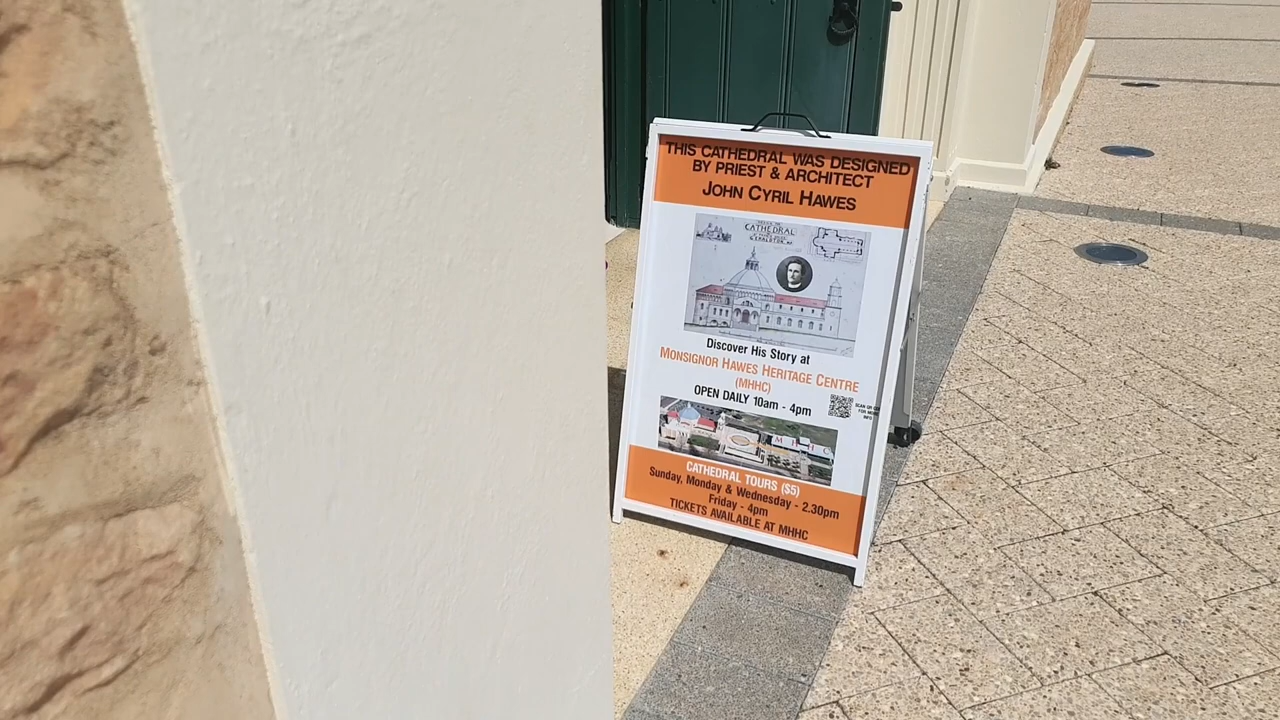 THIS CATHEDRAL WAS DESIGNED
BY PRIEST & ARCHITECT
JOHN CYRIL HAWES
CATHEDRAL
Discover His Story at
MONSIGNOR HAWES HERITAGE CENTRE
(MHHC)
OPEN DAILY 10am - 4pm
M H H C
CATHEDRAL TOURS ($5)
Sunday, Monday & Wednesday - 2.30pm
Friday - 4pm
TICKETS AVAILABLE AT MHHC